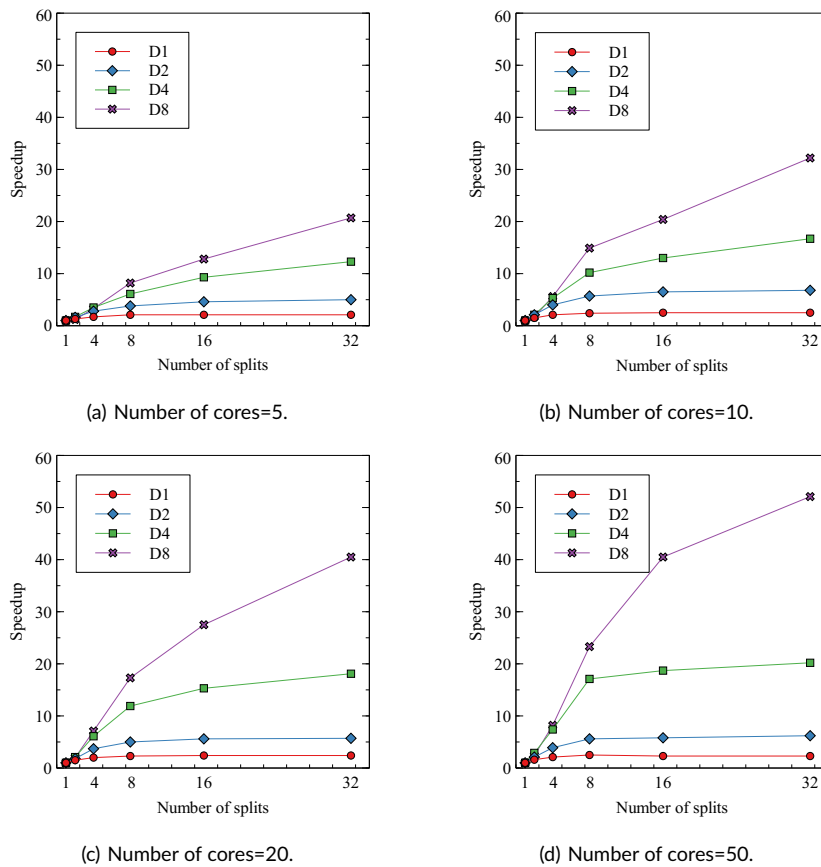 60
50
40
30
20
10
0
Speedup
D1
D2
D4
D8
1 4 8 16 32
Number of splits
(a) Number of cores=5.
60
50
40
30
20
10
0
Speedup
D1
D2
D4
D8
1 4 8 16 32
Number of splits
(b) Number of cores=10.
60
50
40
30
20
10
0
Speedup
D1
D2
D4
D8
1 4 8 16 32
Number of splits
(c) Number of cores=20.
60
50
40
30
20
10
0
Speedup
D1
D2
D4
D8
1 4 8 16 32
Number of splits
(d) Number of cores=50.